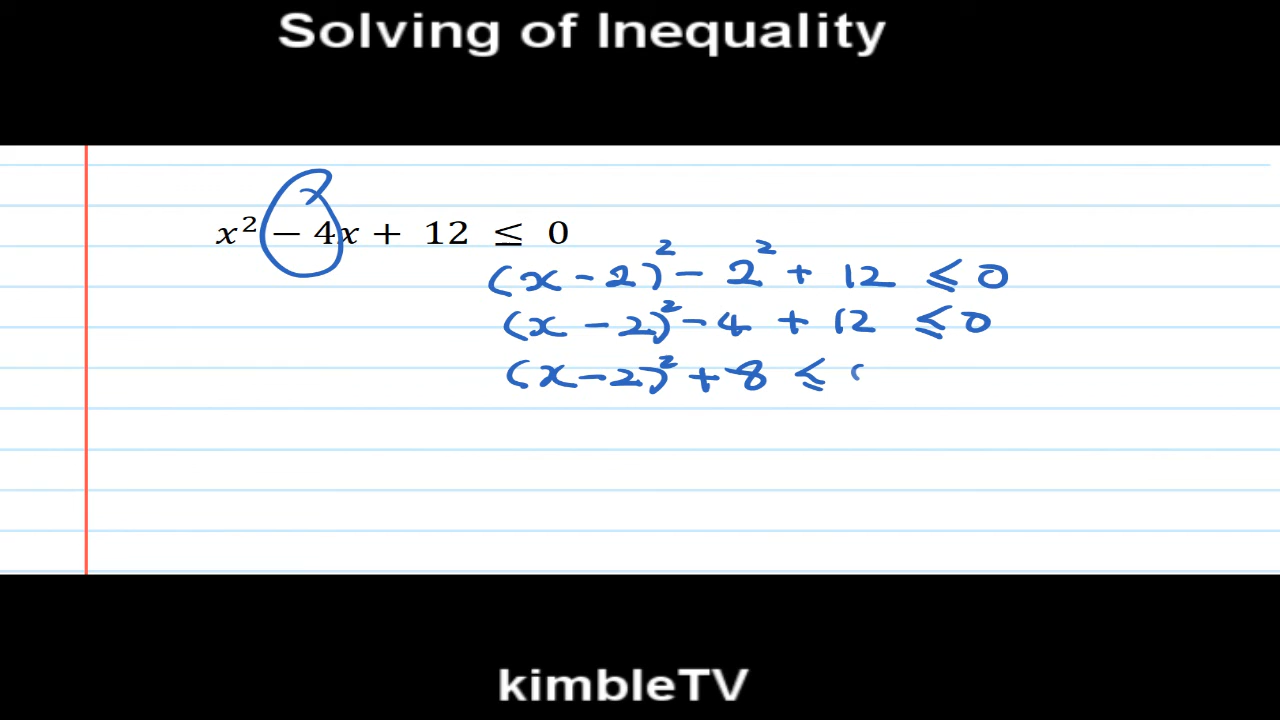 Solving of Inequality
x² − 4x + 12 ≤ 0
(x − 2)² − 2² + 12 ≤ 0
(x − 2)² − 4 + 12 ≤ 0
(x − 2)² + 8 ≤
kimbleTV